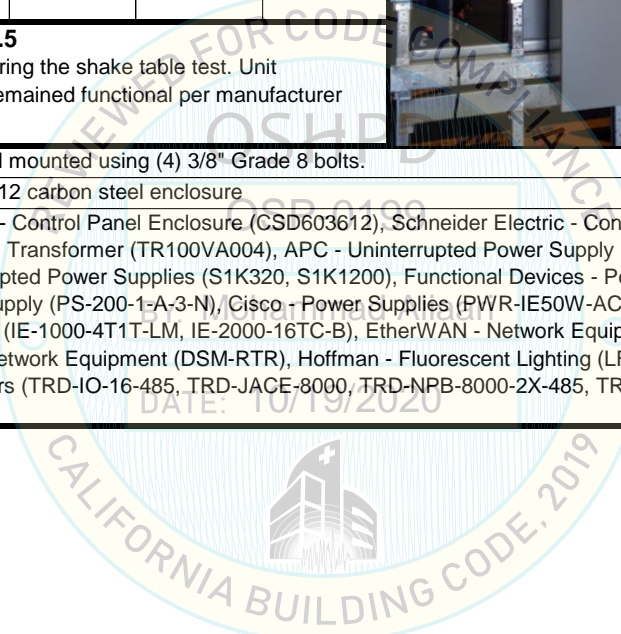 .5
ring the shake table test. Unit
emained functional per manufacturer
REVIEWED FOR CODE COMPLIANCE
OSHPD
l mounted using (4) 3/8" Grade 8 bolts.
12 carbon steel enclosure
OSP-0199
- Control Panel Enclosure (CSD603612), Schneider Electric - Con
Transformer (TR100VA004), APC - Uninterrupted Power Supply
pted Power Supplies (S1K320, S1K1200), Functional Devices - Po
upply (PS-200-1-A-3-N), Cisco - Power Supplies (PWR-IE50W-AC
BY: Mohammad Aliaari
(IE-1000-4T1T-LM, IE-2000-16TC-B), EtherWAN - Network Equip
etwork Equipment (DSM-RTR), Hoffman - Fluorescent Lighting (LF
rs (TRD-IO-16-485, TRD-JACE-8000, TRD-NPB-8000-2X-485, TR
DATE: 10/19/2020
CALIFORNIA BUILDING CODE, 2019